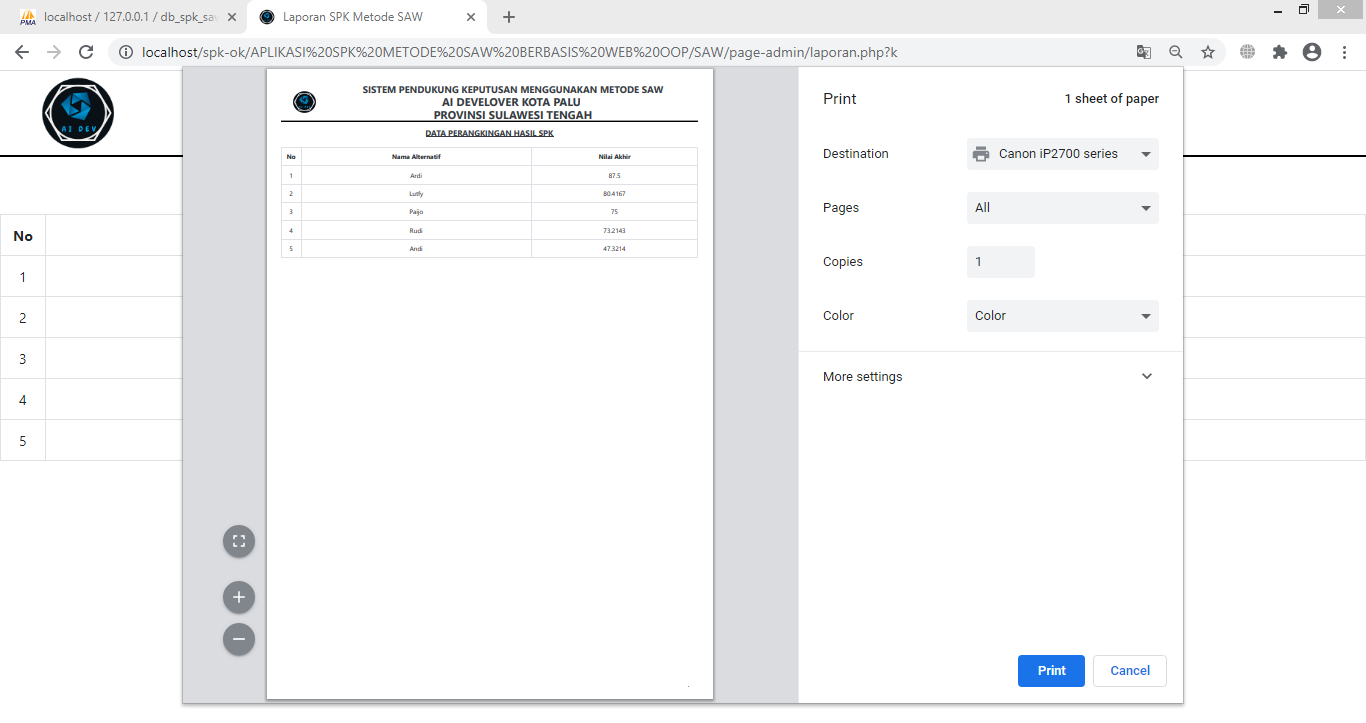 PMA
localhost / 127.0.0.1 / db_spk_sa
Laporan SPK Metode SAW
localhost/spk-ok/APLIKASI%20SPK%20METODE%20SAW%20BERBASIS%20WEB%20OOP/SAW/page-admin/laporan.php?k
AI DEV
No
1
2
3
4
5
SISTEM PENDUKUNG KEPUTUSAN MENGGUNAKAN METODE SAW
AI DEVELOVER KOTA PALU
PROVINSI SULAWESI TENGAH
DATA PERANGKINGAN HASIL SPK
No Nama Alternatif Nilai Akhir
1 Ardi 87.5
2 Lutfy 80.4167
3 Paijo 75
4 Rudi 73.2143
5 Andi 47.3214
Print 1 sheet of paper
Destination Canon iP2700 series
Pages All
Copies 1
Color Color
More settings
Print Cancel